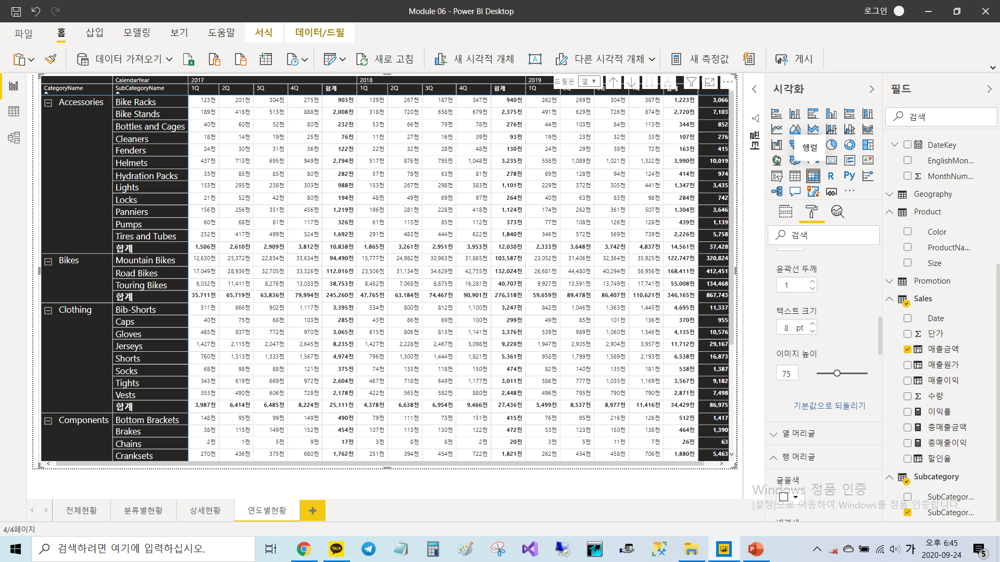 Module 06 - Power BI Desktop
로그인
파일 홈 삽입 모델링 보기 도움말 서식 데이터/드릴
데이터 가져오기 새로 고침 새 시각적 개체 다른 시각적 개체 새 측정값 게시
CalendarYear 2017 2018 2019 드릴온 열
CategoryName SubCategoryName 1Q 2Q 3Q 4Q 합계 1Q 2Q 3Q 4Q 합계 1Q
Accessories Bike Racks 123천 201천 304천 275천 903천 139천 267천 187천 347천 940천 262천 269천 304천 387천 1,223천 3,066
Bike Stands 189천 418천 513천 888천 2,008천 318천 720천 658천 679천 2,375천 491천 629천 726천 874천 2,720천 7,103
Bottles and Cages 40천 60천 52천 80천 232천 53천 66천 79천 78천 276천 44천 103천 84천 113천 344천 852
Cleaners 18천 14천 19천 25천 76천 11천 27천 16천 39천 93천 19천 23천 32천 33천 107천 276
Fenders 24천 30천 31천 36천 122천 22천 32천 28천 48천 130천 24천 29천 38천 72천 163천 415
Helmets 437천 713천 695천 949천 2,794천 517천 876천 795천 1,048천 3,235천 558천 1,089천 1,021천 1,322천 3,990천 10,019
Hydration Packs 33천 85천 85천 80천 282천 57천 78천 63천 81천 278천 69천 128천 94천 124천 414천 974
Lights 153천 295천 238천 303천 988천 153천 267천 298천 383천 1,101천 229천 372천 305천 441천 1,347천 3,435
Locks 21천 52천 42천 80천 194천 48천 49천 69천 97천 264천 40천 63천 83천 98천 284천 742
Panniers 156천 256천 351천 456천 1,219천 196천 281천 228천 418천 1,124천 174천 262천 361천 507천 1,304천 3,646
Pumps 60천 68천 81천 117천 326천 61천 115천 85천 112천 373천 77천 108천 126천 128천 439천 1,139
Tires and Tubes 252천 417천 499천 524천 1,692천 291천 483천 444천 622천 1,840천 346천 572천 569천 739천 2,226천 5,758
합계 1,506천 2,610천 2,909천 3,812천 10,838천 1,865천 3,261천 2,951천 3,953천 12,030천 2,333천 3,648천 3,742천 4,837천 14,561천 37,428
Bikes Mountain Bikes 12,630천 25,372천 22,854천 33,634천 94,490천 15,777천 24,982천 30,963천 31,865천 103,587천 23,052천 31,406천 32,364천 35,925천 122,747천 320,824
Road Bikes 17,049천 28,936천 32,705천 33,326천 112,016천 23,506천 31,134천 34,629천 42,755천 132,024천 26,681천 44,480천 40,294천 56,956천 168,411천 412,451
Touring Bikes 6,032천 11,411천 8,276천 13,033천 38,753천 8,482천 7,068천 8,875천 16,281천 40,707천 9,927천 13,591천 13,749천 17,741천 55,008천 134,468
합계 35,711천 65,719천 63,836천 79,994천 245,260천 47,765천 63,184천 74,467천 90,901천 276,318천 59,659천 89,478천 86,407천 110,621천 346,165천 867,743
Clothing Bib-Shorts 511천 866천 902천 1,117천 3,395천 534천 800천 812천 1,100천 3,247천 842천 1,046천 1,363천 1,445천 4,695천 11,337
Caps 40천 75천 68천 103천 285천 43천 86천 69천 100천 299천 49천 85천 101천 136천 370천 955
Gloves 485천 837천 772천 970천 3,065천 615천 806천 813천 1,141천 3,376천 539천 989천 1,060천 1,546천 4,135천 10,576
Jerseys 1,427천 2,115천 2,047천 2,645천 8,235천 1,427천 2,228천 2,467천 3,098천 9,220천 1,947천 2,905천 2,904천 3,957천 11,712천 29,167
Shorts 760천 1,313천 1,333천 1,567천 4,974천 796천 1,300천 1,444천 1,821천 5,361천 958천 1,799천 1,589천 2,193천 6,538천 16,873
Socks 68천 98천 88천 121천 375천 74천 133천 118천 150천 474천 82천 140천 135천 181천 538천 1,387
Tights 343천 619천 669천 972천 2,604천 467천 718천 649천 1,177천 3,011천 586천 777천 1,035천 1,169천 3,567천 9,182
Vests 353천 490천 606천 728천 2,178천 422천 565천 582천 880천 2,448천 496천 795천 790천 790천 2,871천 7,498
합계 3,987천 6,414천 6,485천 8,224천 25,111천 4,378천 6,638천 6,954천 9,466천 27,436천 5,499천 8,537천 8,977천 11,416천 34,429천 86,975
Components Bottom Brackets 148천 95천 99천 149천 490천 79천 111천 73천 151천 415천 76천 95천 216천 126천 512천 1,417
Brakes 38천 115천 149천 152천 454천 107천 113천 130천 122천 472천 53천 123천 150천 138천 464천 1,390
Chains 2천 1천 5천 9천 17천 3천 8천 8천 2천 20천 3천 5천 11천 7천 26천 63
Cranksets 270천 436천 375천 680천 1,762천 251천 394천 454천 722천 1,821천 262천 454천 458천 706천 1,880천 5,463
필터
시각화
행렬
123
R Py
검색
윤곽선 두께
1
텍스트 크기
8 pt
이미지 높이
75
기본값으로 되돌리기
열 머리글
행 머리글
글꼴색
필드
검색
DateKey
EnglishMon...
MonthNum...
Geography
Product
Color
ProductNa...
Size
Promotion
Sales
Date
단가
매출금액
매출원가
매출이익
수량
이익률
총매출금액
총매출이익
할인율
Subcategory
SubCategor...
SubCategor...
Windows 정품 인증
[설정]으로 이동하여 Windows를 정품 인증합니다.
전체현황 분류별현황 상세현황 연도별현황
4/4페이지
검색하려면 여기에 입력하십시오.
TALK
가
오후 6:45
2020-09-24
5